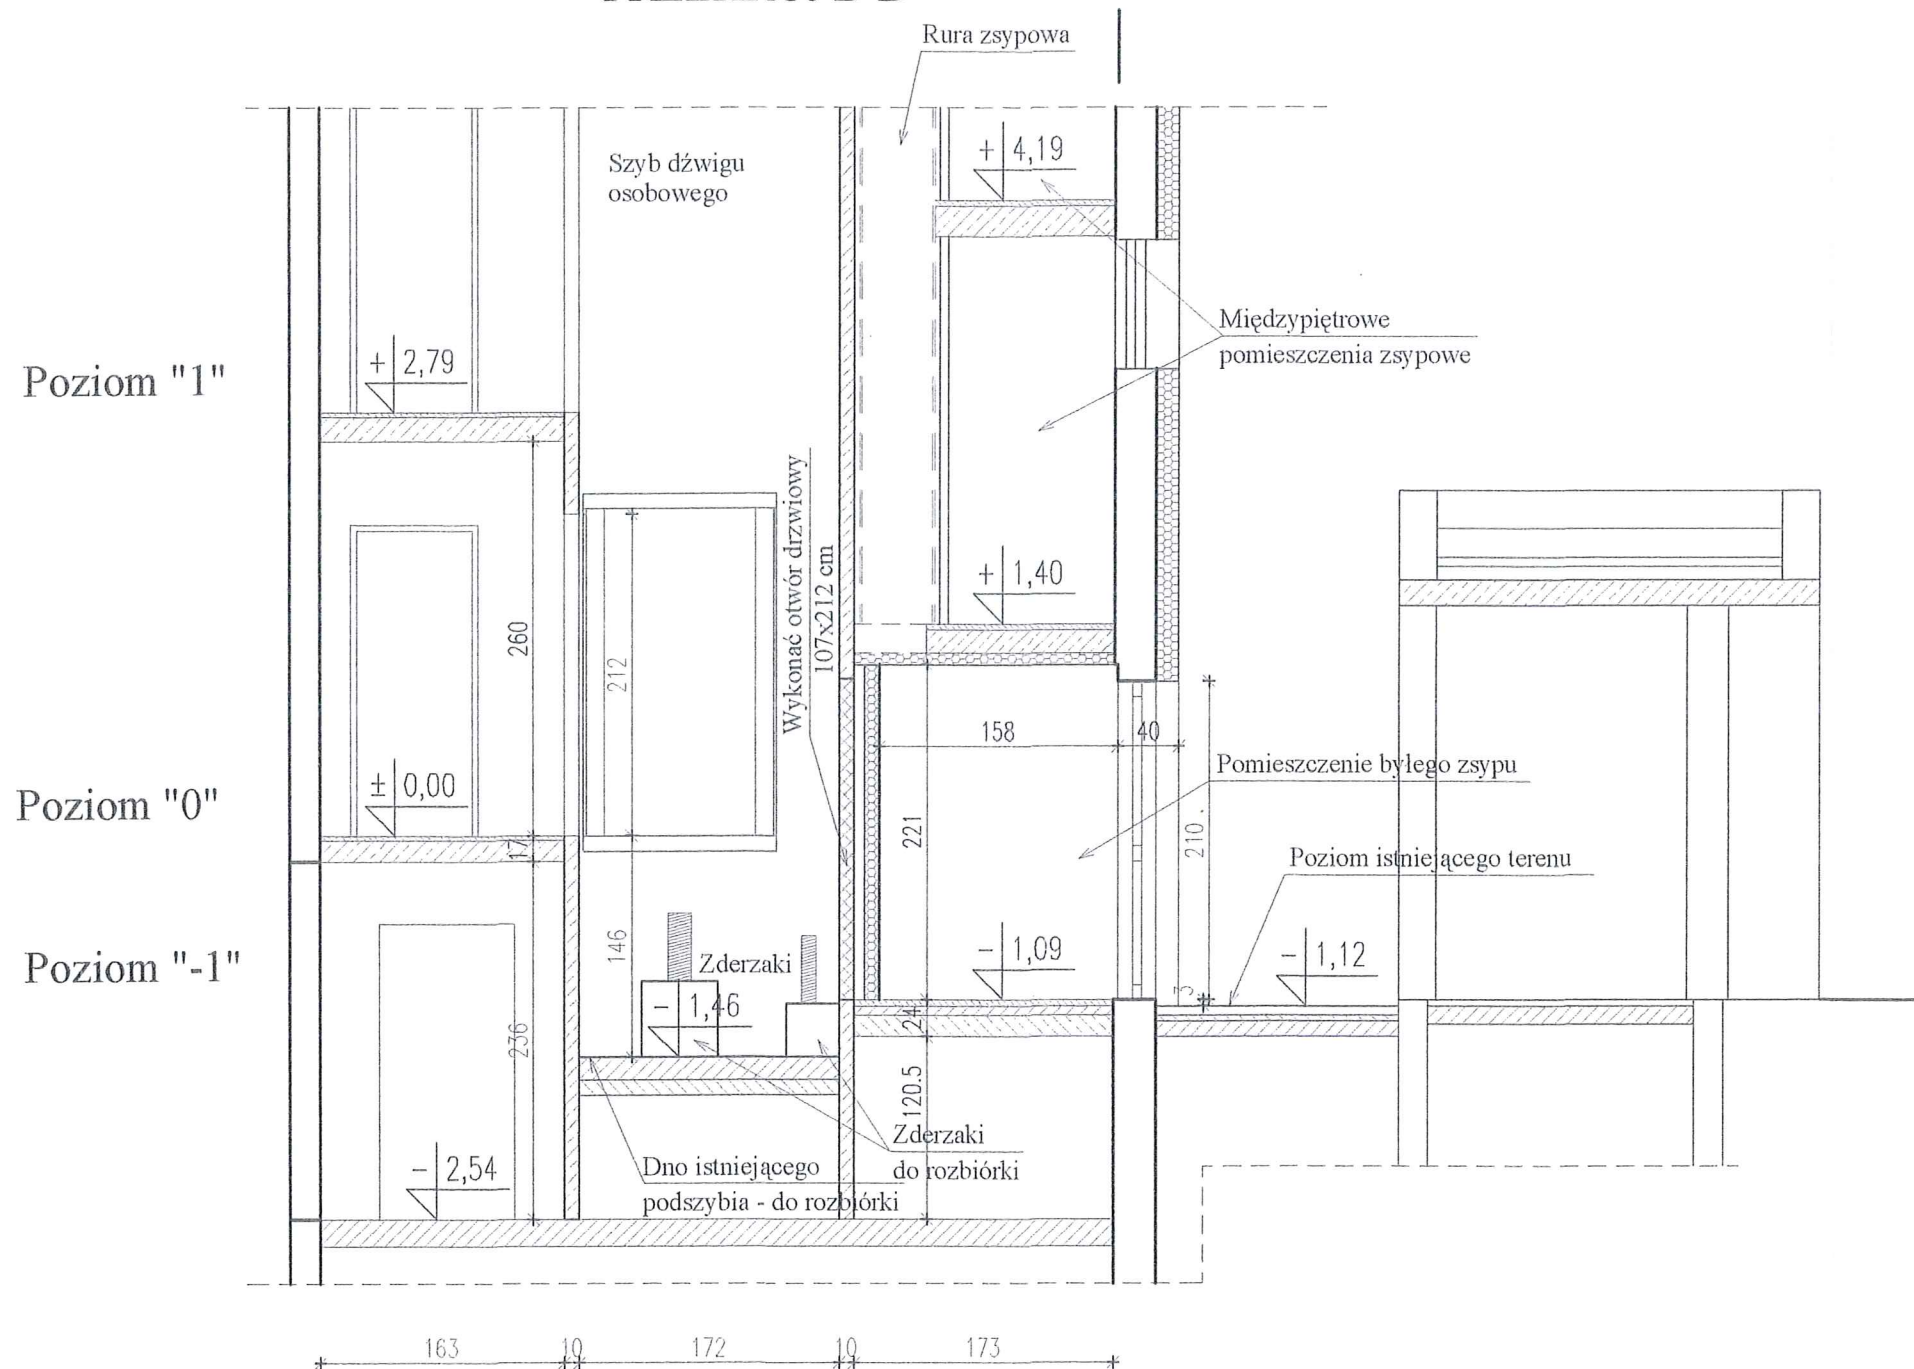 Rura zsypowa
Szyb dźwigu
osobowego
+ 4,19
Międzypiętrowe
pomieszczenia zsypowe
Poziom "1"
+ 2,79
Wykonać otwór drzwiowy
107x212 cm
+ 1,40
260
212
158
40
Pomieszczenie byłego zsypu
Poziom "0"
± 0,00
17
221
210
Poziom istniejącego terenu
Poziom "-1"
146
Zderzaki
- 1,46
- 1,09
- 1,12
3
24
236
120.5
Zderzaki
do rozbiórki
- 2,54
Dno istniejącego
podszybia - do rozbiórki
163
10
172
10
173